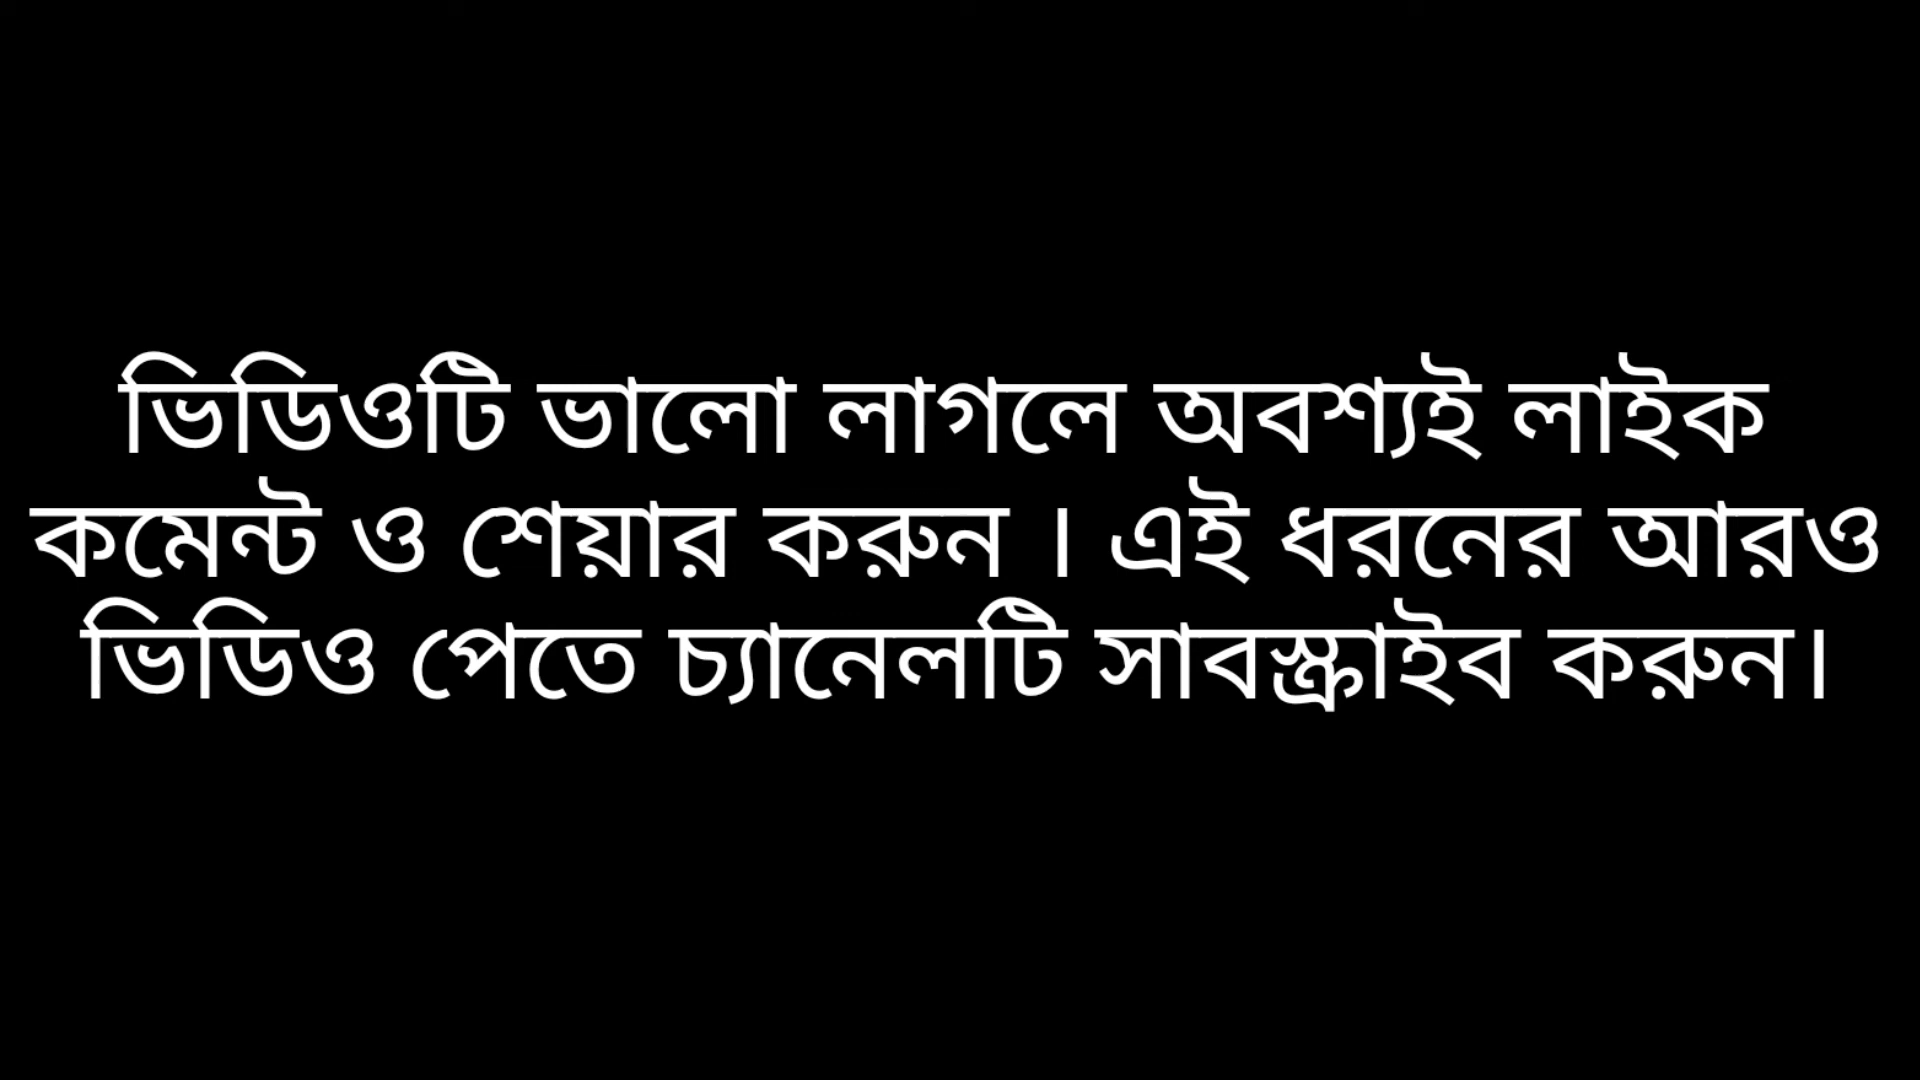 ভিডিওটি ভালো লাগলে অবশ্যই লাইক
কমেন্ট ও শেয়ার করুন । এই ধরনের আরও
ভিডিও পেতে চ্যানেলটি সাবস্ক্রাইব করুন।